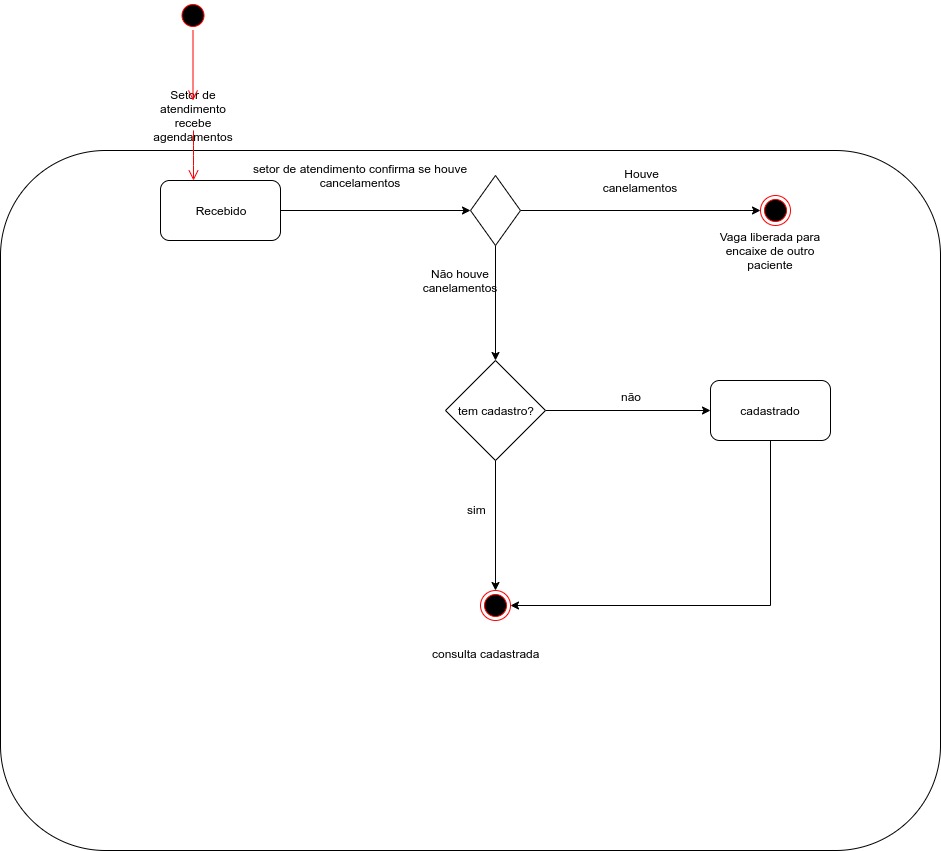 Setor de
atendimento
recebe
agendamentos
setor de atendimento confirma se houve
cancelamentos
Recebido
Houve
canelamentos
Vaga liberada para
encaixe de outro
paciente
Não houve
canelamentos
tem cadastro?
não
cadastrado
sim
consulta cadastrada